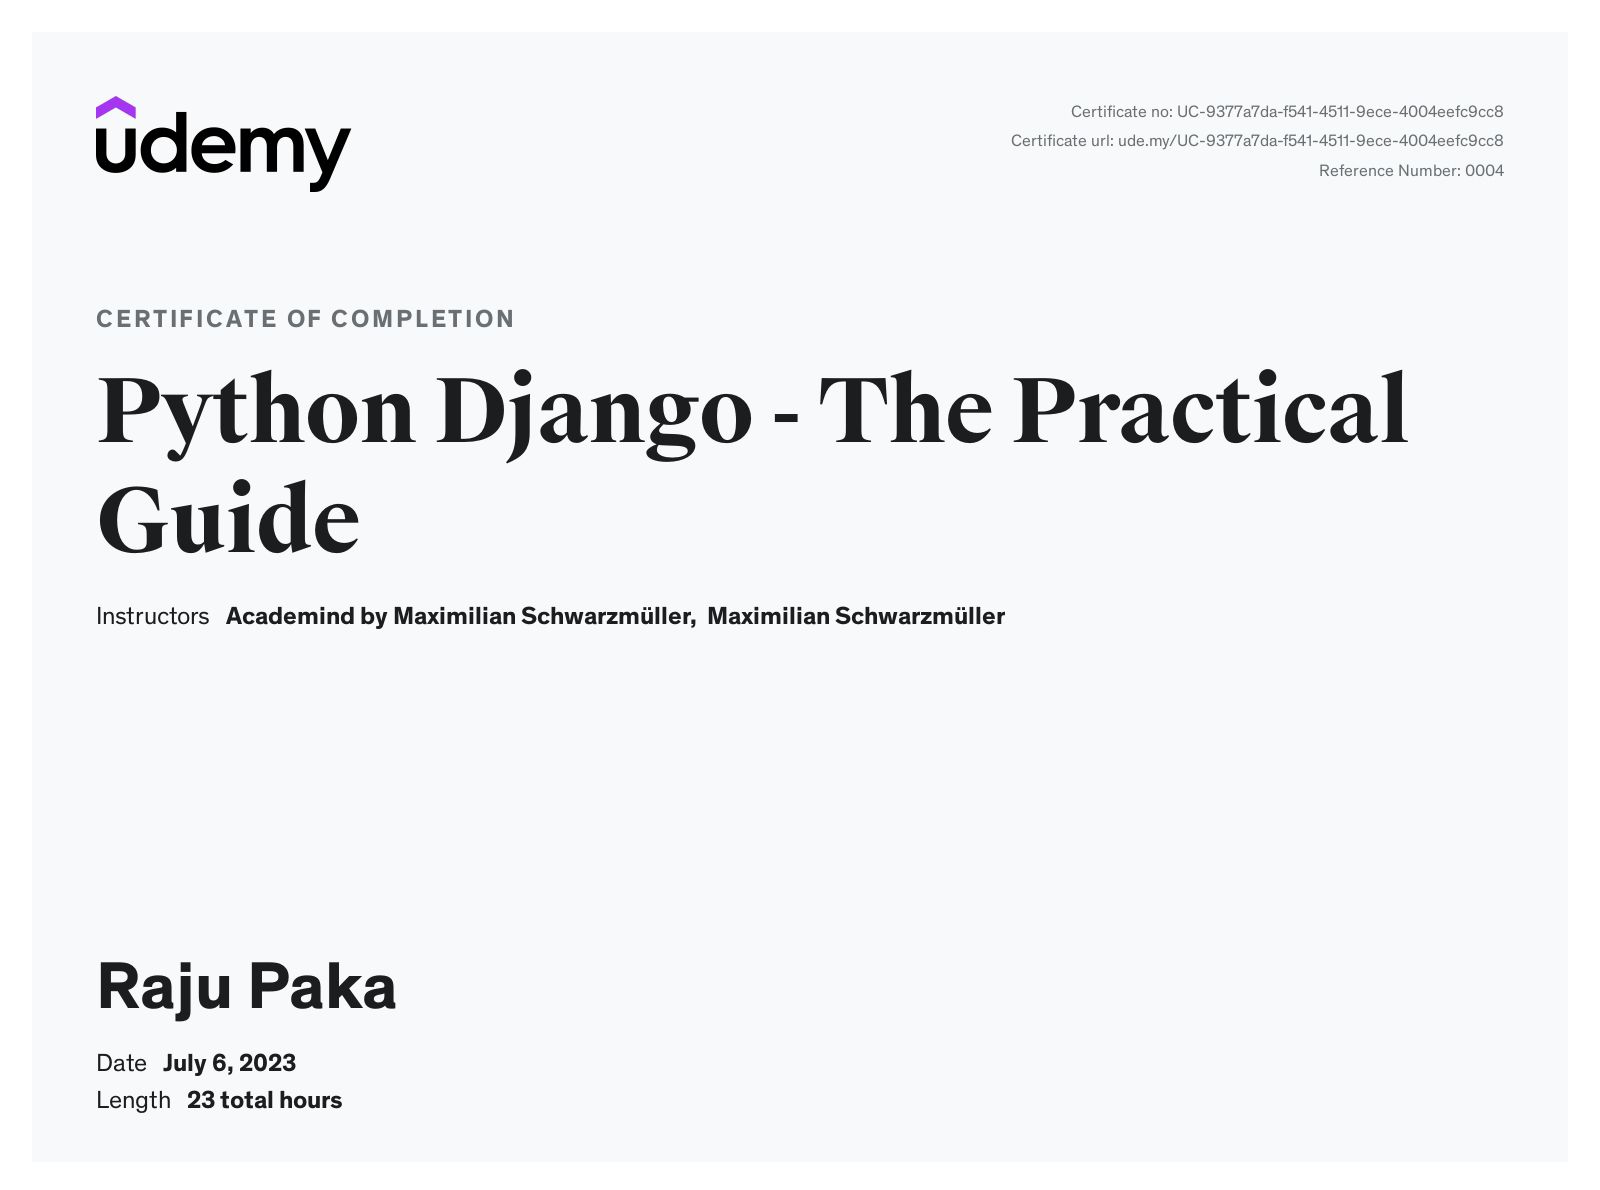 udemy
Certificate no: UC-9377a7da-f541-4511-9ece-4004eefc9cc8
Certificate url: ude.my/UC-9377a7da-f541-4511-9ece-4004eefc9cc8
Reference Number: 0004
CERTIFICATE OF COMPLETION
Python Django - The Practical
Guide
Instructors Academind by Maximilian Schwarzmüller, Maximilian Schwarzmüller
Raju Paka
Date July 6, 2023
Length 23 total hours